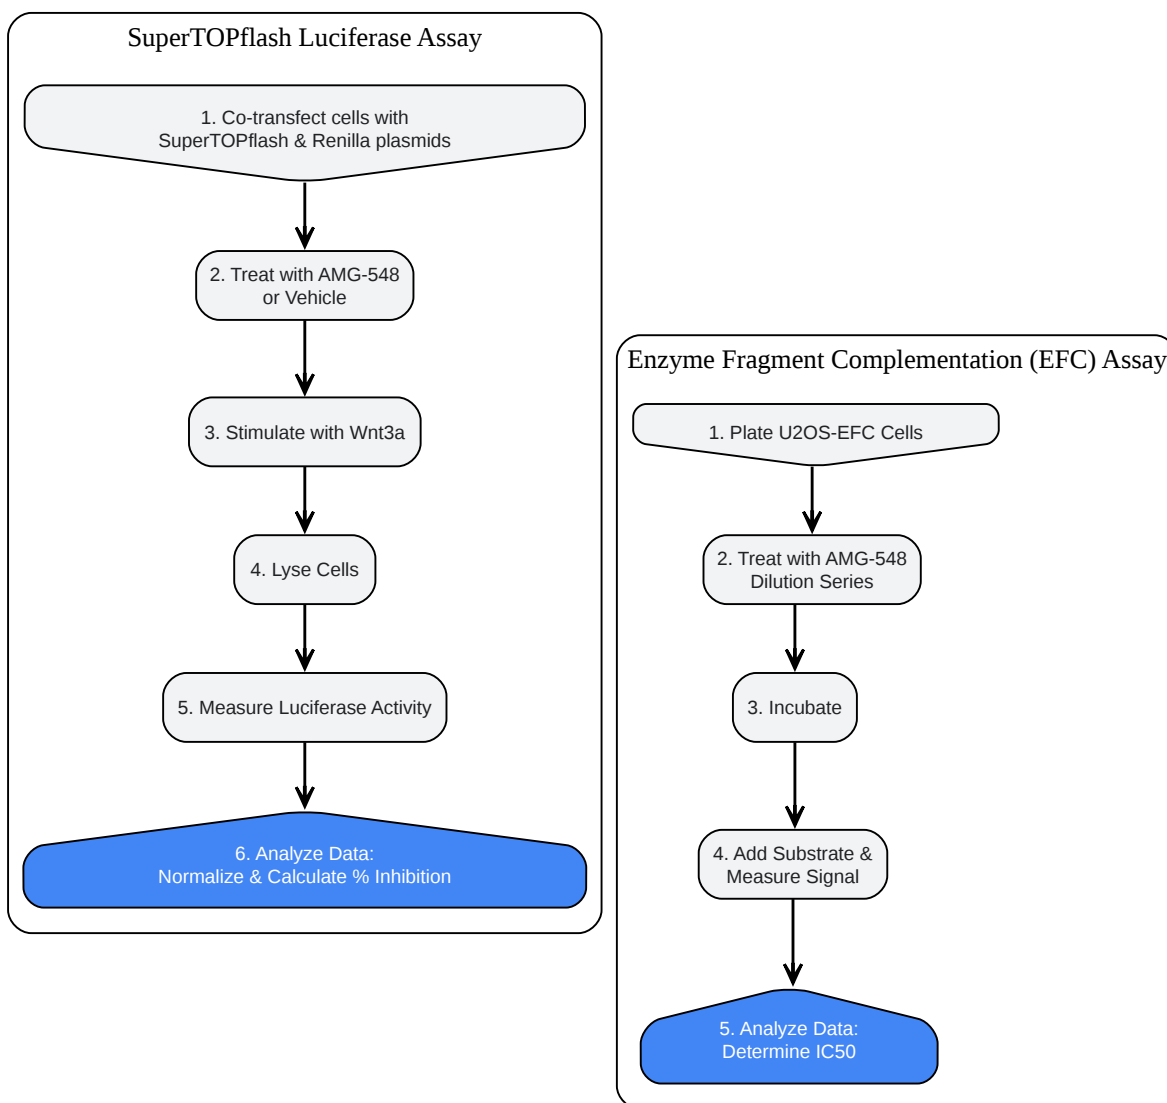 SuperTOPflash Luciferase Assay
1. Co-transfect cells with
SuperTOPflash & Renilla plasmids
2. Treat with AMG-548
or Vehicle
3. Stimulate with Wnt3a
4. Lyse Cells
5. Measure Luciferase Activity
6. Analyze Data:
Normalize & Calculate % Inhibition
Enzyme Fragment Complementation (EFC) Assay
1. Plate U2OS-EFC Cells
2. Treat with AMG-548
Dilution Series
3. Incubate
4. Add Substrate &
Measure Signal
5. Analyze Data:
Determine IC50